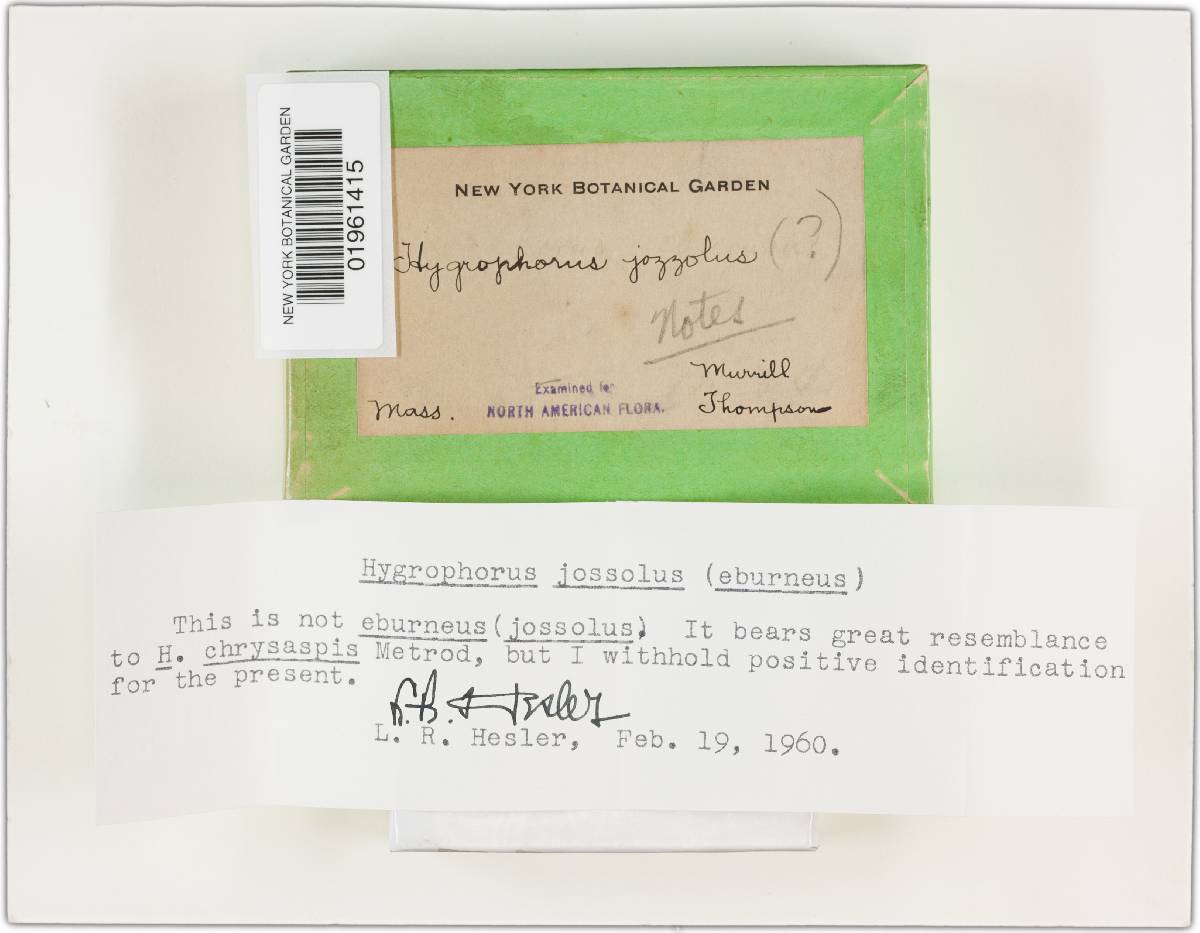 NEW YORK BOTANICAL GARDEN
01961415
NEW YORK BOTANICAL GARDEN
Hygrophorus jozzolus (?)
Notes
Murrill
Thompson
Mass.
Examined for
NORTH AMERICAN FLORA.
Hygrophorus jossolus (eburneus)
This is not eburneus(jossolus) It bears great resemblance
to H. chrysaspis Metrod, but I withhold positive identification
for the present.
L. R. Hesler
L. R. Hesler, Feb. 19, 1960.